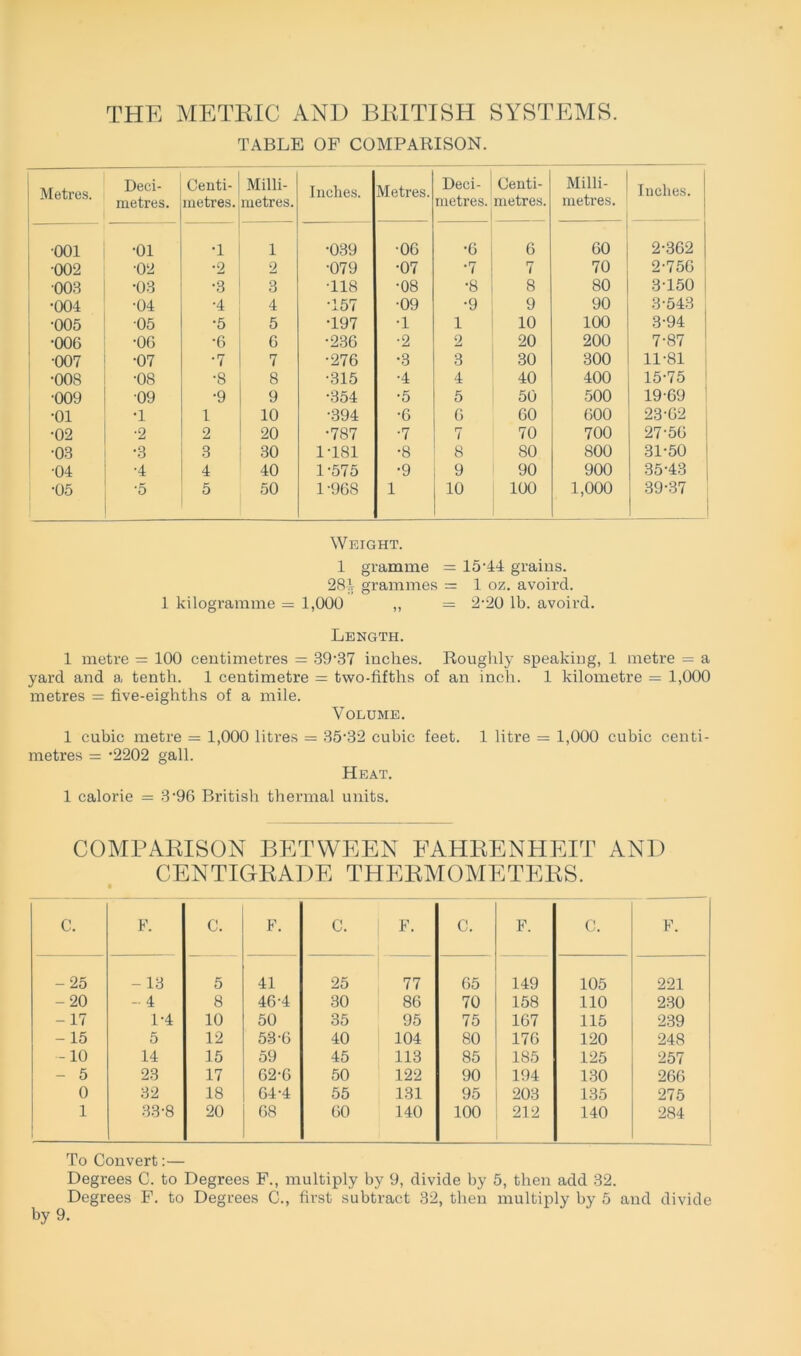 THE METRIC AND BRITISH SYSTEMS.
TABLE OF COMPARISON.
Metres. Deci-metres. Centi-metres. Milli-metres. Inches. Metres. Deci-metres. Centi-metres. Milli-metres. Inches.
·001 ·01 ·1 1 ·039 ·06 ·6 6 60 2·362
·002 ·02 ·2 2 ·079 ·07 ·7 7 70 2·756
·003 ·03 ·3 3 ·118 ·08 ·8 8 80 3·150
·004 ·04 ·4 4 ·157 ·09 ·9 9 90 3·543
·005 ·05 ·5 5 ·197 ·1 1 10 100 3·94
·006 ·06 ·6 6 ·236 ·2 2 20 200 7·87
·007 ·07 ·7 7 ·276 ·3 3 30 300 11·81
·008 ·08 ·8 8 ·315 ·4 4 40 400 15·75
·009 ·09 ·9 9 ·354 ·5 5 50 500 19·69
·01 ·1 1 10 ·394 ·6 6 60 600 23·62
·02 ·2 2 20 ·787 ·7 7 70 700 27·56
·03 ·3 3 30 1·181 ·8 8 80 800 31·50
·04 ·4 4 40 1·575 ·9 9 90 900 35·43
·05 ·5 5 50 1·968 1 10 100 1,000 39·37
WEIGHT.
1 gramme = 15·44 grains.
28⅓ grammes = 1 oz. avoird.
1 kilogramme = 1,000 ,, = 2·20 lb. avoird.
LENGTH.
1 metre = 100 centimetres = 39·37 inches. Roughly speaking, 1 metre = a
yard and a tenth. 1 centimetre = two-fifths of an inch. 1 kilometre = 1,000
metres = five-eighths of a mile.
VOLUME.
1 cubic metre = 1,000 litres = 35·32 cubic feet. 1 litre = 1,000 cubic centi-
metres = ·2202 gall.
HEAT.
1 calorie = 3·96 British thermal units.
COMPARISON BETWEEN FAHRENHEIT AND
CENTIGRADE THERMOMETERS.
C. F. C. F. C. F. C. F. C. F.
- 25 - 13 5 41 25 77 65 149 105 221
- 20 - 4 8 46·4 30 86 70 158 110 230
- 17 1·4 10 50 35 95 75 167 115 239
- 15 5 12 53·6 40 104 80 176 120 248
- 10 14 15 59 45 113 85 185 125 257
- 5 23 17 62·6 50 122 90 194 130 266
0 32 18 64·4 55 131 95 203 135 275
1 33·8 20 68 60 140 100 212 140 284
To Convert:—
Degrees C. to Degrees F., multiply by 9, divide by 5, then add 32.
Degrees F. to Degrees C., first subtract 32, then multiply by 5 and divide
by 9.